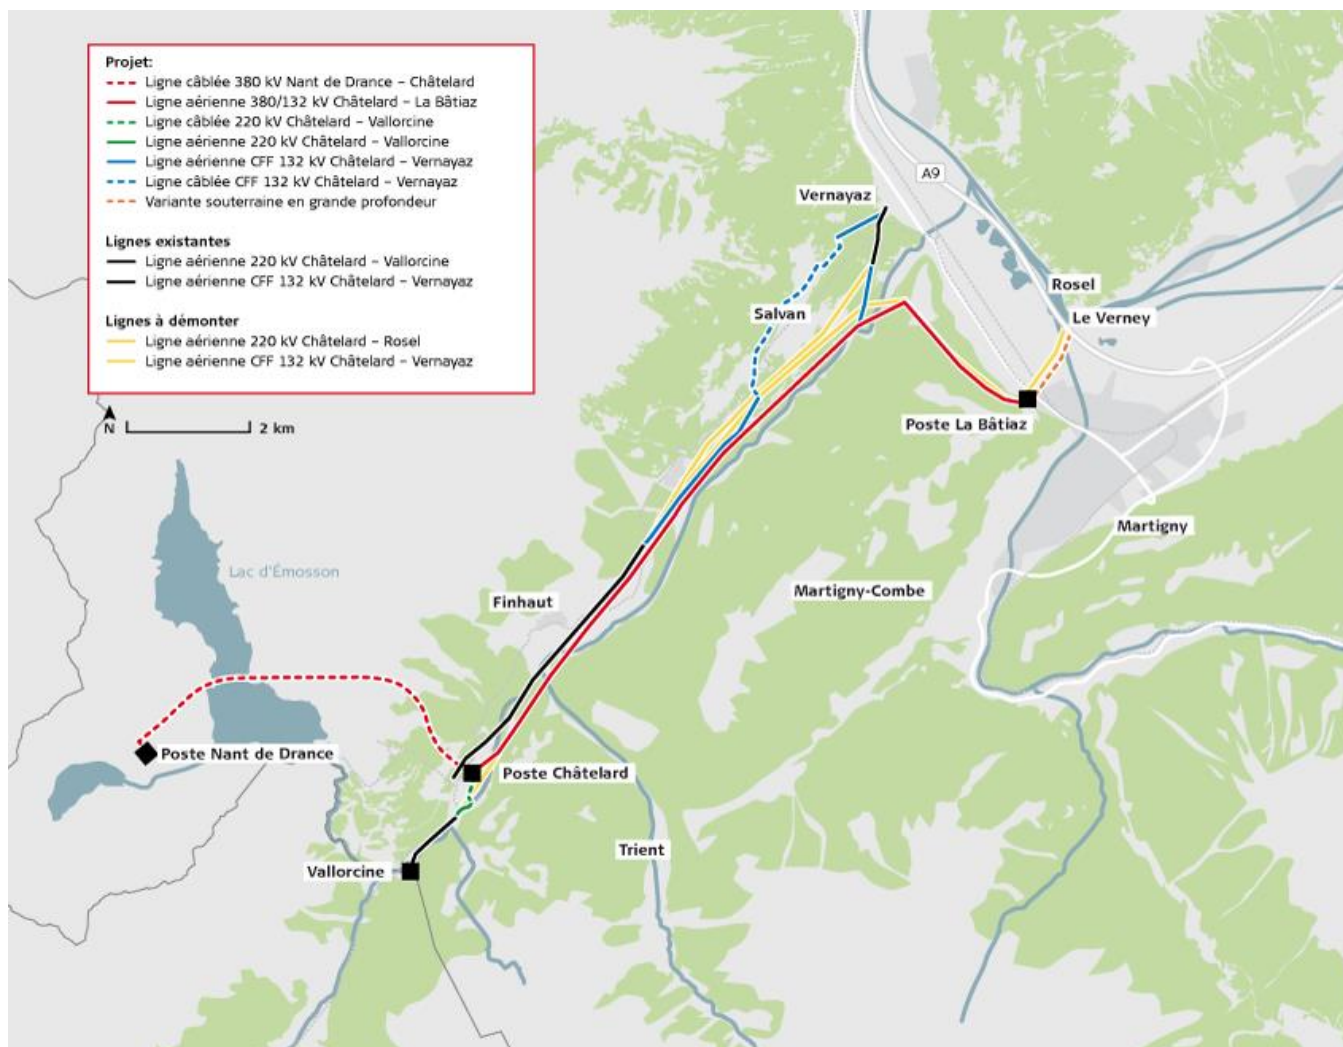 Projet:
Ligne câblée 380 kV Nant de Drance – Châtelard
Ligne aérienne 380/132 kV Châtelard – La Bâtiaz
Ligne câblée 220 kV Châtelard – Vallorcine
Ligne aérienne 220 kV Châtelard – Vallorcine
Ligne aérienne CFF 132 kV Châtelard – Vernayaz
Ligne câblée CFF 132 kV Châtelard – Vernayaz
Variante souterraine en grande profondeur
Lignes existantes
Ligne aérienne 220 kV Châtelard – Vallorcine
Ligne aérienne CFF 132 kV Châtelard – Vernayaz
Lignes à démonter
Ligne aérienne 220 kV Châtelard – Rosel
Ligne aérienne CFF 132 kV Châtelard – Vernayaz
N
2 km
A9
Vernayaz
Rosel
Salvan
Le Verney
Poste La Bâtiaz
Martigny
Lac d'Émosson
Martigny-Combe
Finhaut
Poste Nant de Drance
Poste Châtelard
Trient
Vallorcine